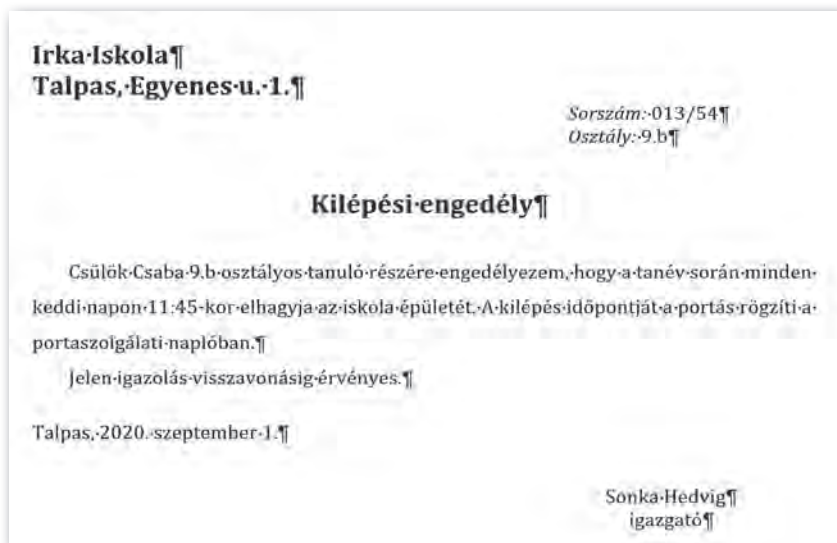 Irka·Iskola¶
Talpas,·Egyenes·u.·1.¶
Sorszám:·013/54¶
Osztály:·9.b¶
Kilépési·engedély¶
Csülök·Csaba·9.b·osztályos·tanuló·részére·engedélyezem,·hogy·a·tanév·során·minden·
keddi·napon·11:45-kor·elhagyja·az·iskola·épületét.·A·kilépés·időpontját·a·portás·rögzíti·a·
portaszolgálati·naplóban.¶
Jelen·igazolás·visszavonásig·érvényes.¶
Talpas,·2020.·szeptember·1.¶
Sonka·Hedvig¶
igazgató¶